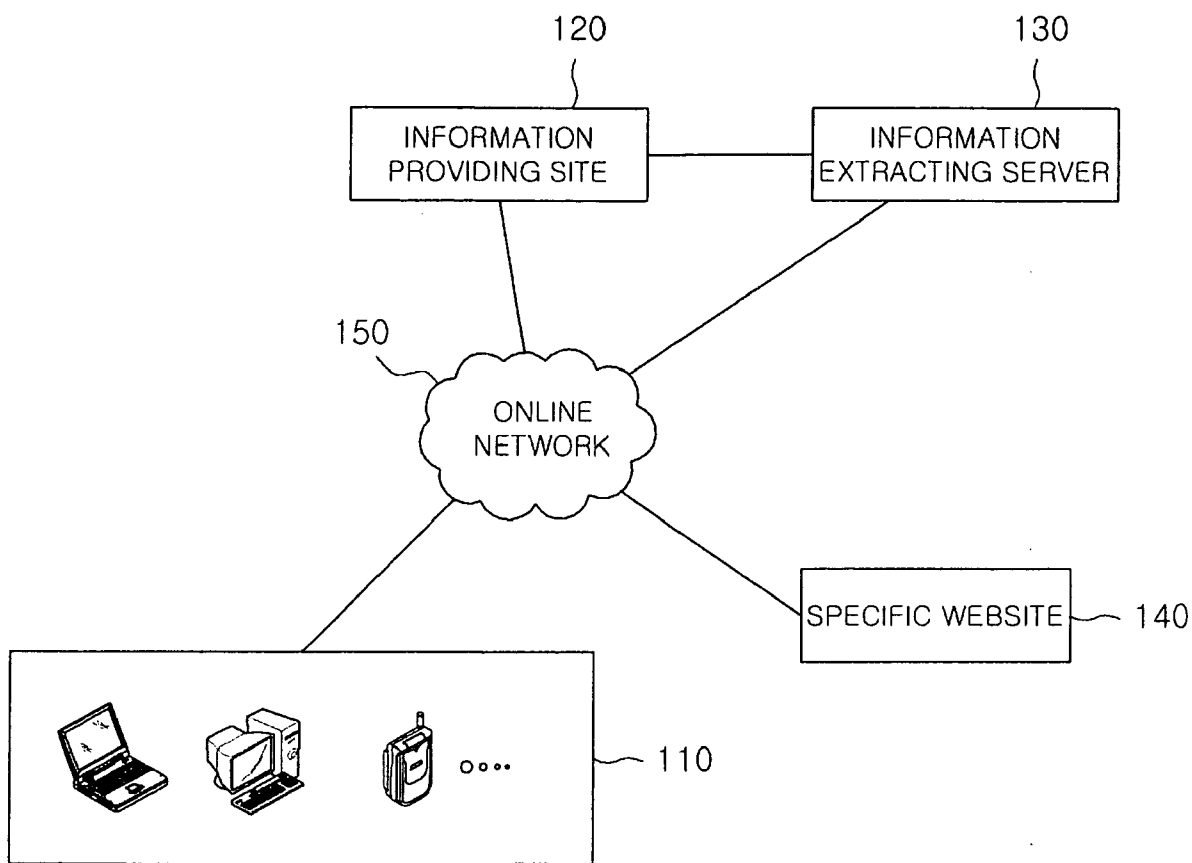 120
130
INFORMATION
PROVIDING SITE
INFORMATION
EXTRACTING SERVER
150
ONLINE
NETWORK
SPECIFIC WEBSITE
140
110